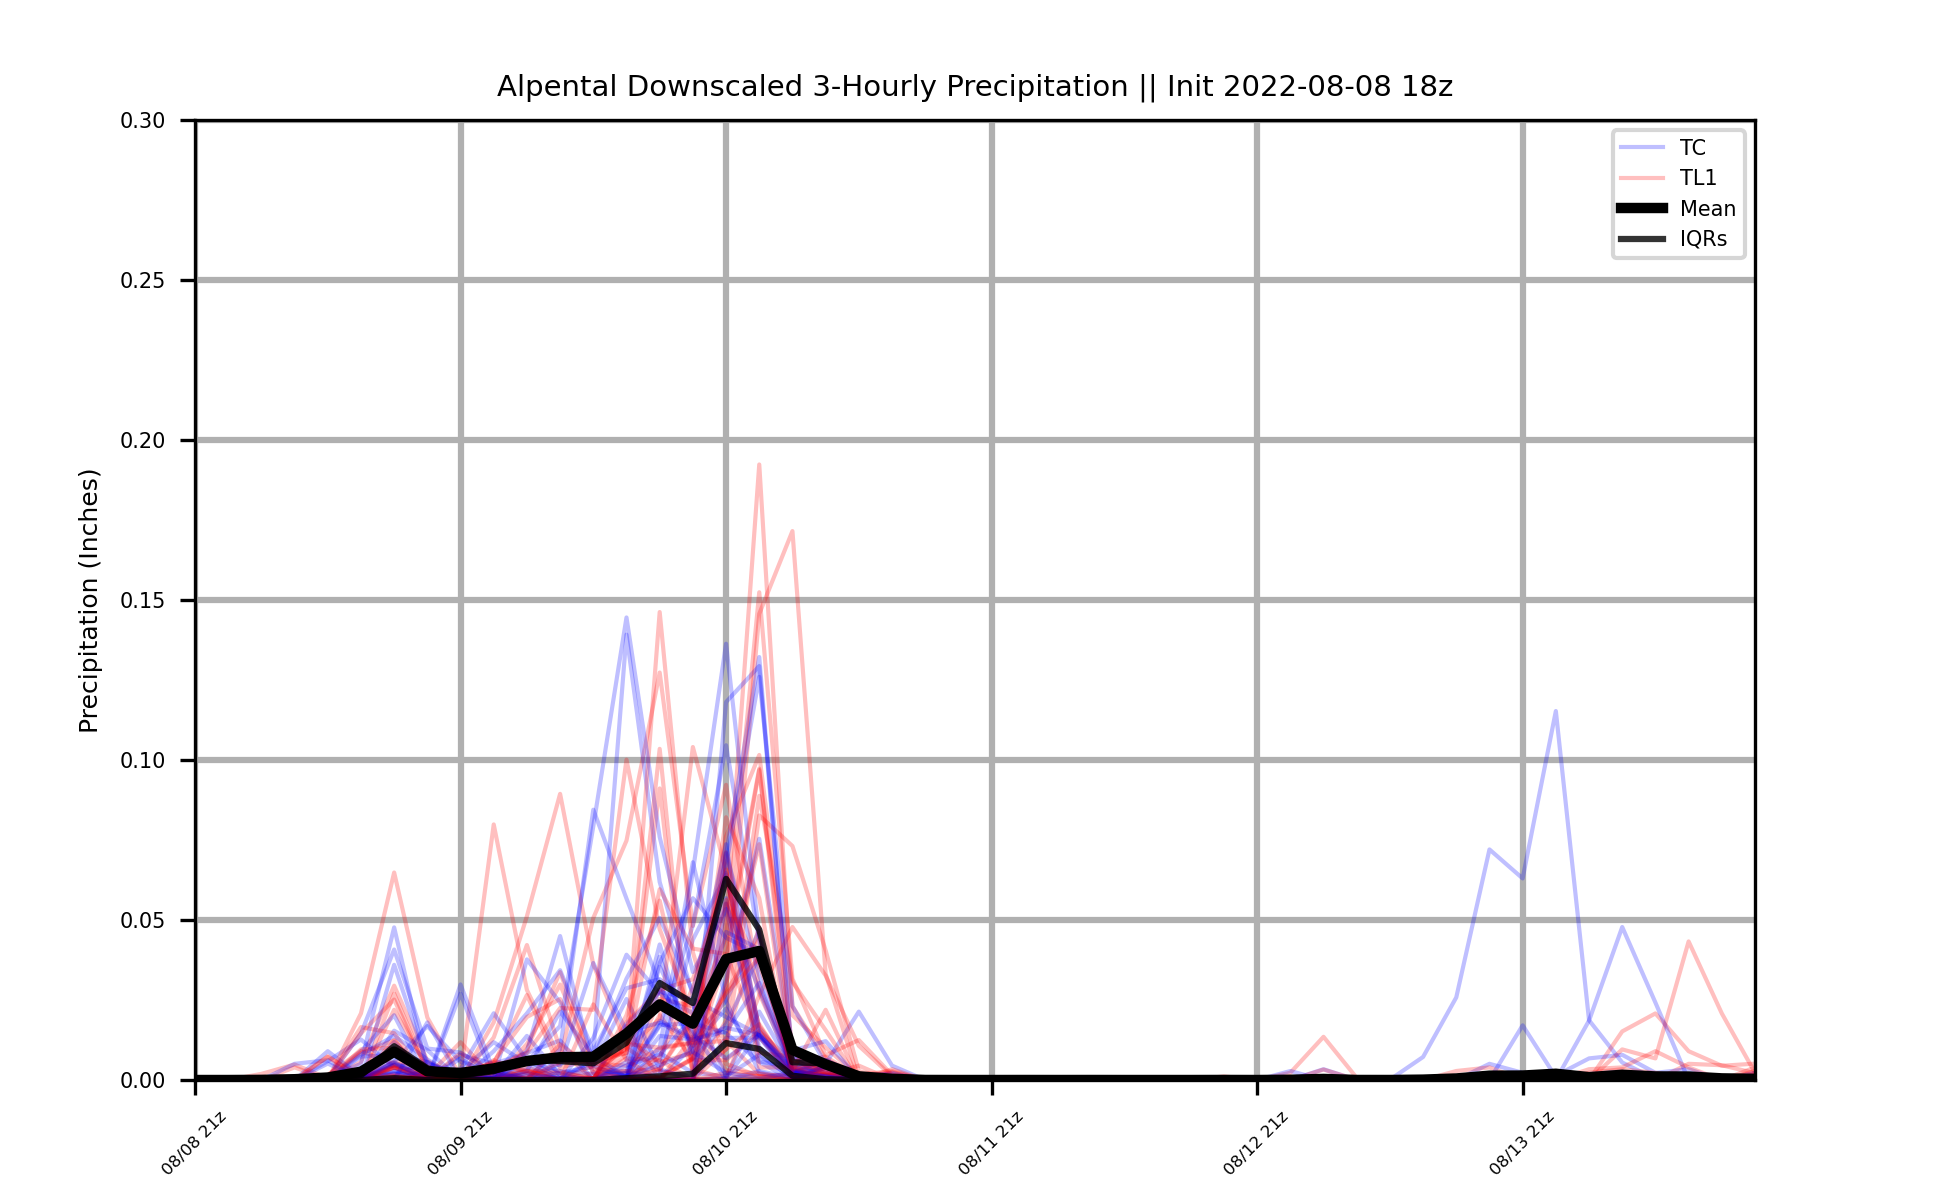 Alpental Downscaled 3-Hourly Precipitation || Init 2022-08-08 18z
TC
TL1
Mean
IQRs
Precipitation (Inches)
0.30
0.25
0.20
0.15
0.10
0.05
0.00
08/08 21z
08/09 21z
08/10 21z
08/11 21z
08/12 21z
08/13 21z